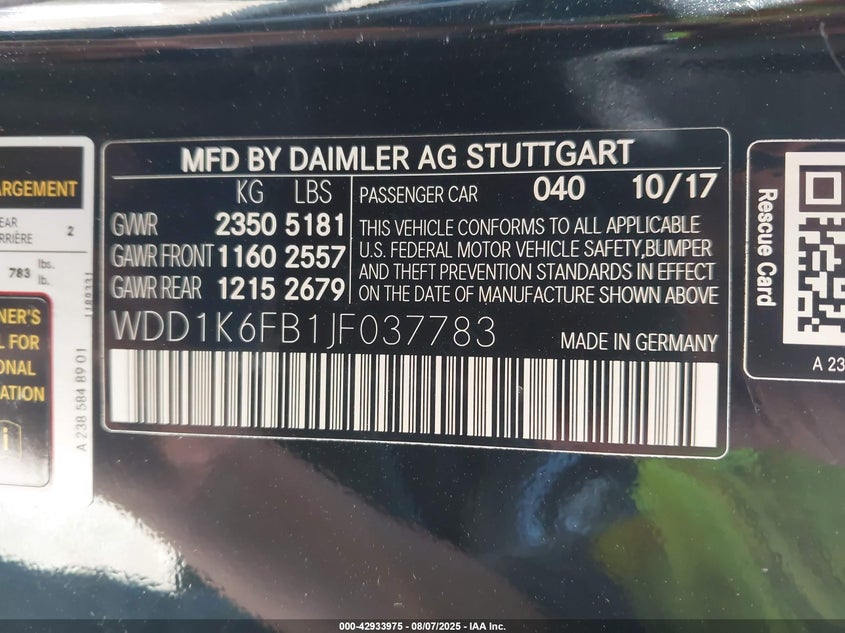 MFD BY DAIMLER AG STUTTGART
KG LBS
GVWR 2350 5181
GAWR FRONT 1160 2557
GAWR REAR 1215 2679
PASSENGER CAR 040 10/17
THIS VEHICLE CONFORMS TO ALL APPLICABLE
U.S. FEDERAL MOTOR VEHICLE SAFETY,BUMPER
AND THEFT PREVENTION STANDARDS IN EFFECT
ON THE DATE OF MANUFACTURE SHOWN ABOVE
WDD1K6FB1JF037783 MADE IN GERMANY
ARGEMENT
EAR
RRIÈRE 2
783 lbs.
lb.
1189331
NER'S
L FOR
ONAL
ATION
i
A 238 584 89 01
Rescue Card
A 23
000-42933975 - 08/07/2025 - IAA Inc.